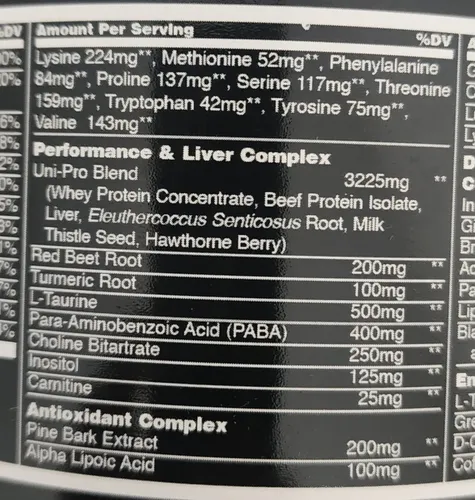 Amount Per Serving %DV
Lysine 224mg**, Methionine 52mg**, Phenylalanine
84mg**, Proline 137mg**, Serine 117mg**, Threonine
159mg**, Tryptophan 42mg**, Tyrosine 75mg**,
Valine 143mg**
Performance & Liver Complex
Uni-Pro Blend 3225mg **
(Whey Protein Concentrate, Beef Protein Isolate,
Liver, Eleuthercoccus Senticosus Root, Milk
Thistle Seed, Hawthorne Berry)
Red Beet Root 200mg **
Turmeric Root 100mg **
L-Taurine 500mg **
Para-Aminobenzoic Acid (PABA) 400mg **
Choline Bitartrate 250mg **
Inositol 125mg **
Carnitine 25mg **
Antioxidant Complex
Pine Bark Extract 200mg **
Alpha Lipoic Acid 100mg **